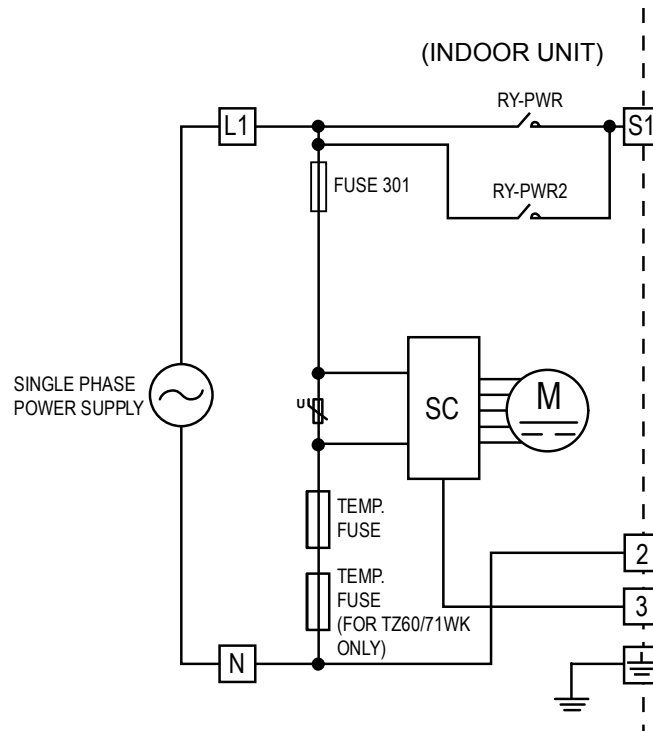 (INDOOR UNIT)
RY-PWR
L1
S1
FUSE 301
RY-PWR2
SINGLE PHASE
POWER SUPPLY
U
SC
M
TEMP.
FUSE
2
TEMP.
FUSE
(FOR TZ60/71WK
ONLY)
3
N